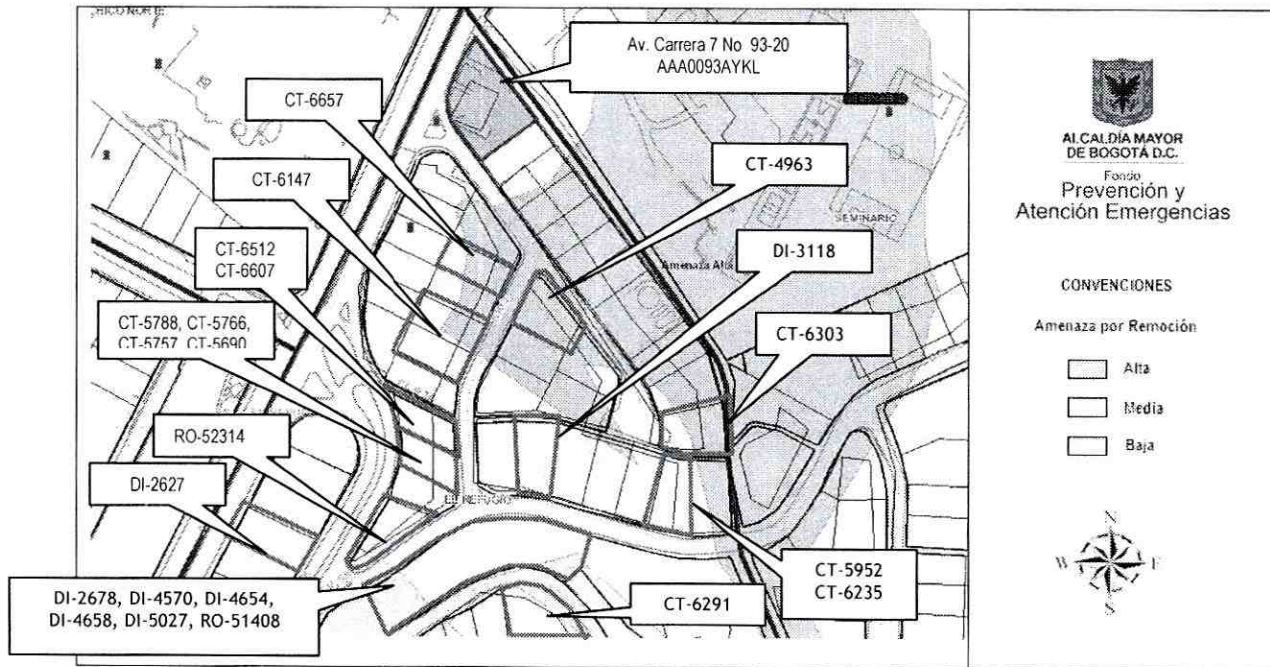 Av. Carrera 7 No 93-20
AAA0093AYKL
CT-6657
CT-4963
CT-6147
SEMINARIO
CT-6512
CT-6607
Amenaza Alta
DI-3118
CT-5788, CT-5766,
CT-5757, CT-5690
CT-6303
RO-52314
DI-2627
EL REFUGIO
DI-2678, DI-4570, DI-4654,
DI-4658, DI-5027, RO-51408
CT-6291
CT-5952
CT-6235
ALCALDÍA MAYOR
DE BOGOTÁ D.C.
Fondo
Prevención y
Atención Emergencias
CONVENCIONES
Amenaza por Remoción
Alta
Media
Baja
N
W E
S